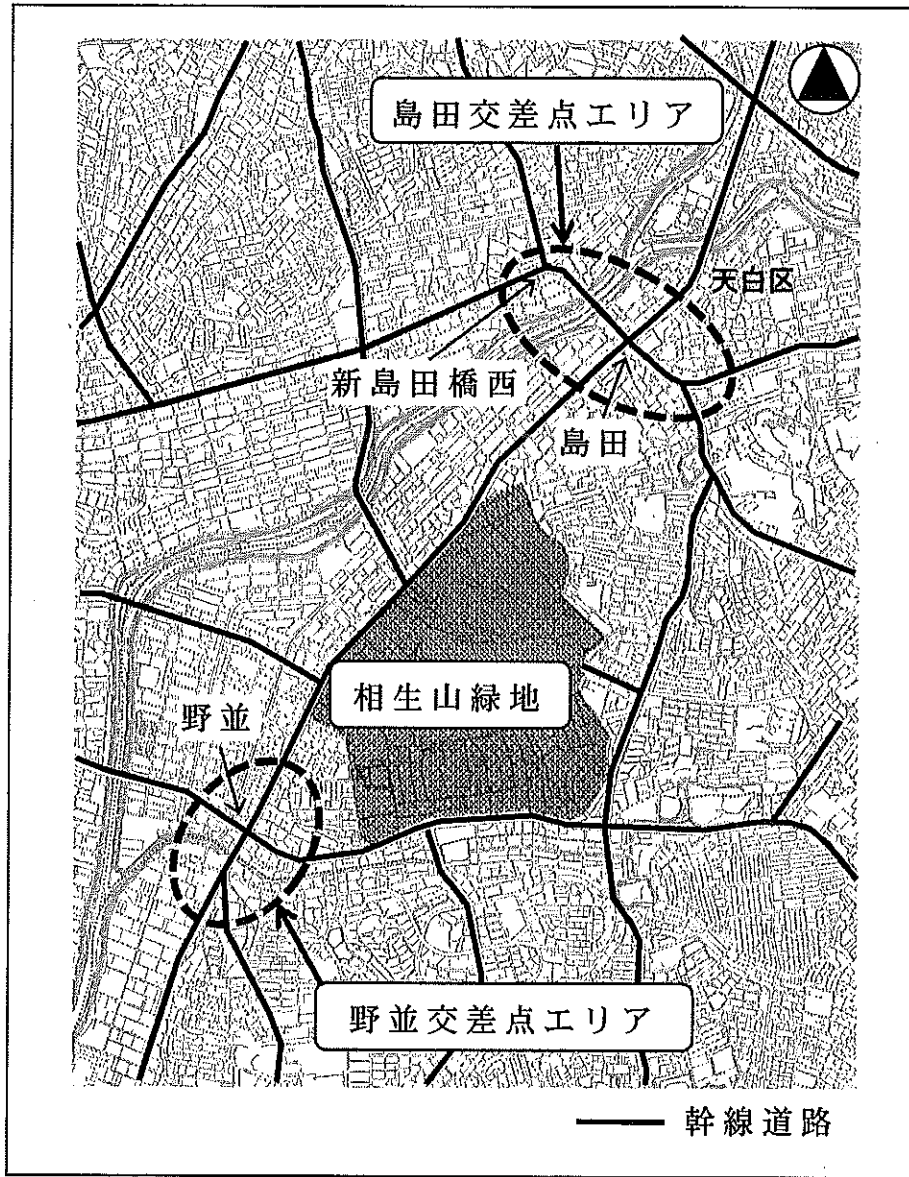 島田交差点エリア
天白区
新島田橋西
島田
相生山緑地
野並
野並交差点エリア
幹線道路